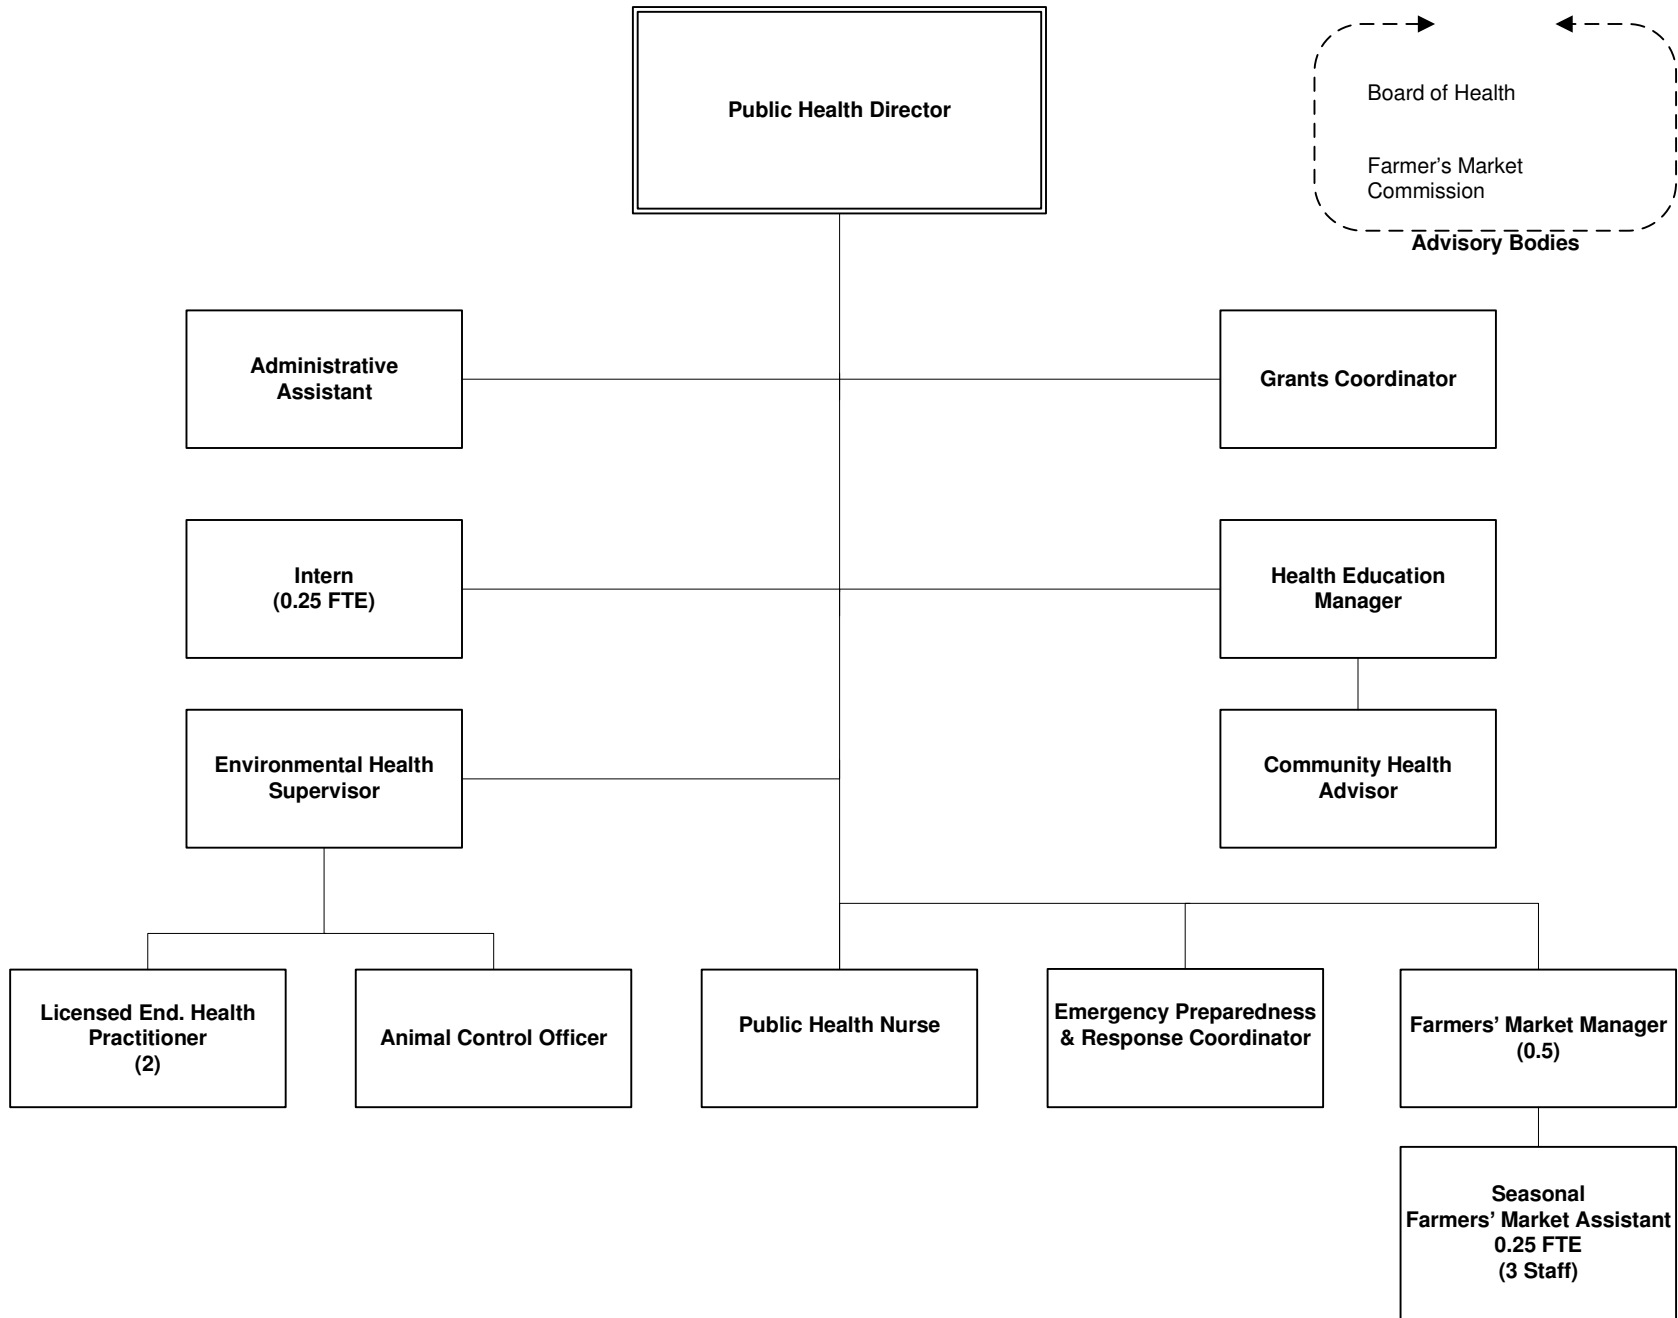 Public Health Director
Board of Health
Farmer's Market
Commission
Advisory Bodies
Administrative
Assistant
Grants Coordinator
Intern
(0.25 FTE)
Health Education
Manager
Environmental Health
Supervisor
Community Health
Advisor
Licensed End. Health
Practitioner
(2)
Animal Control Officer
Public Health Nurse
Emergency Preparedness
& Response Coordinator
Farmers’ Market Manager
(0.5)
Seasonal
Farmers’ Market Assistant
0.25 FTE
(3 Staff)